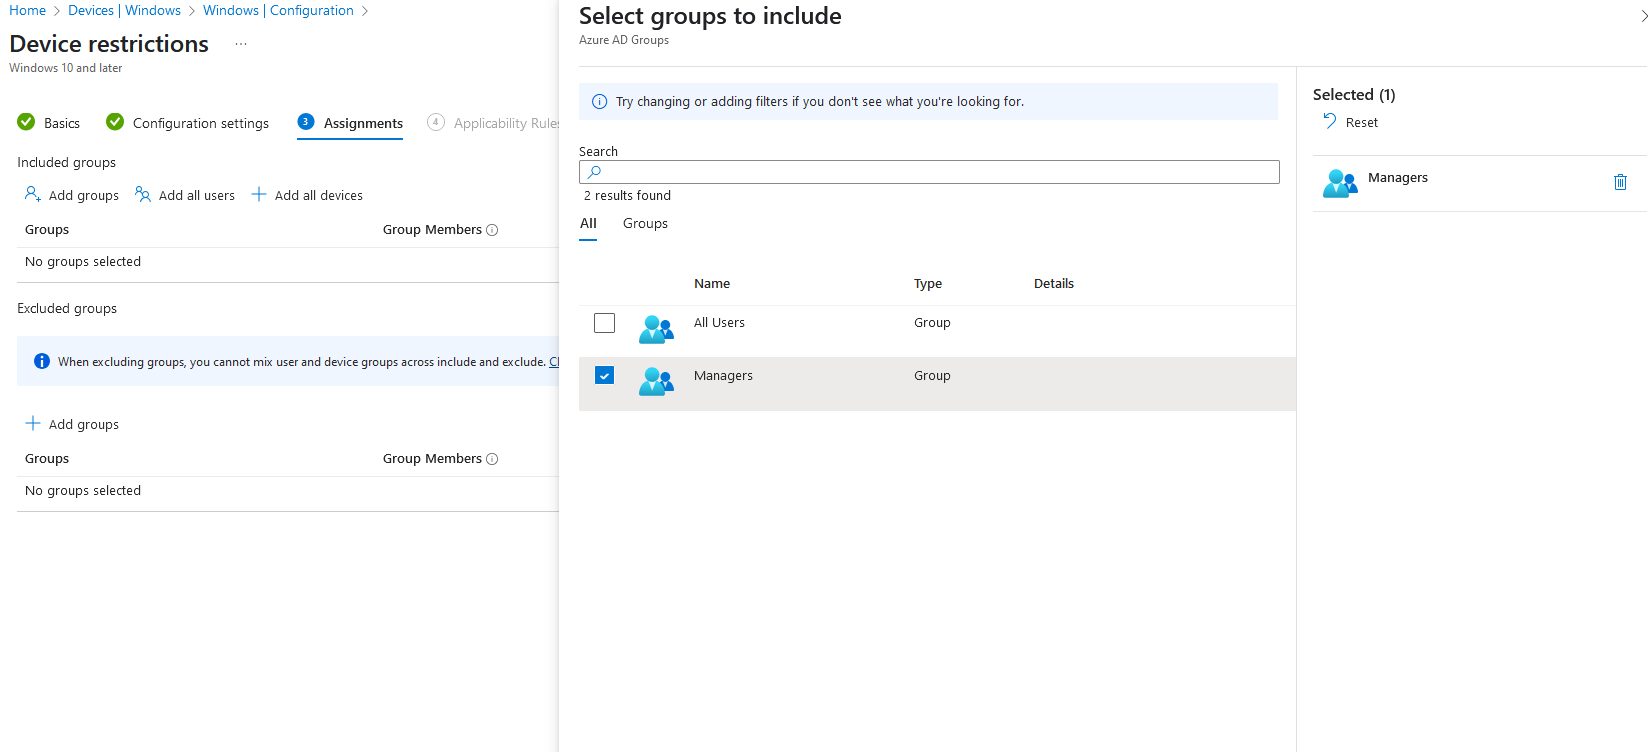 Home > Devices | Windows > Windows | Configuration >
Device restrictions ...
Windows 10 and later
Basics
Configuration settings
3 Assignments
4 Applicability Rules
Included groups
Add groups
Add all users
Add all devices
Groups
Group Members
No groups selected
Excluded groups
When excluding groups, you cannot mix user and device groups across include and exclude.
Add groups
Groups
Group Members
No groups selected
Select groups to include
Azure AD Groups
Try changing or adding filters if you don't see what you're looking for.
Search
2 results found
All
Groups
Name
Type
Details
All Users
Group
Managers
Group
Selected (1)
Reset
Managers